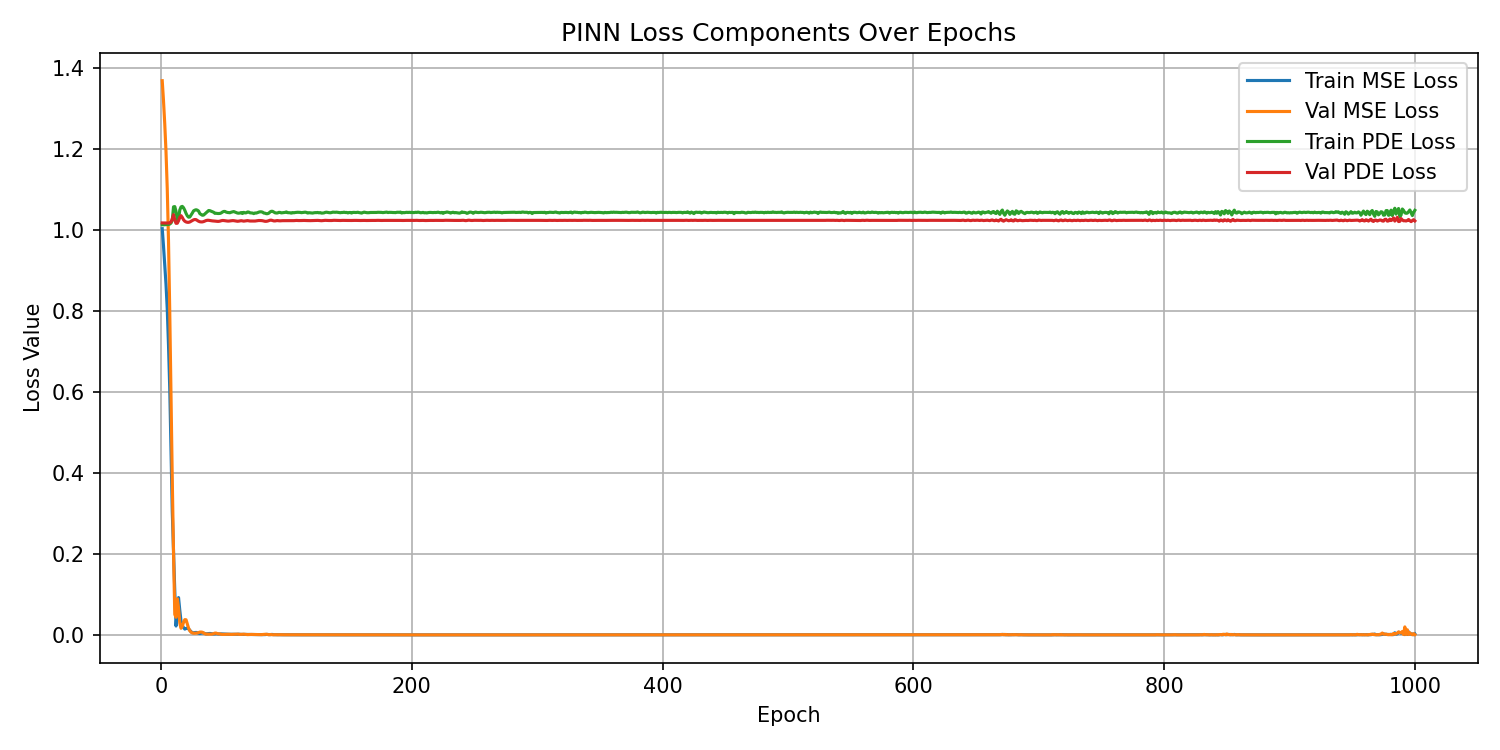 PINN Loss Components Over Epochs
1.4
1.2
1.0
0.8
0.6
0.4
0.2
0.0
Loss Value
Train MSE Loss
Val MSE Loss
Train PDE Loss
Val PDE Loss
0 200 400 600 800 1000
Epoch